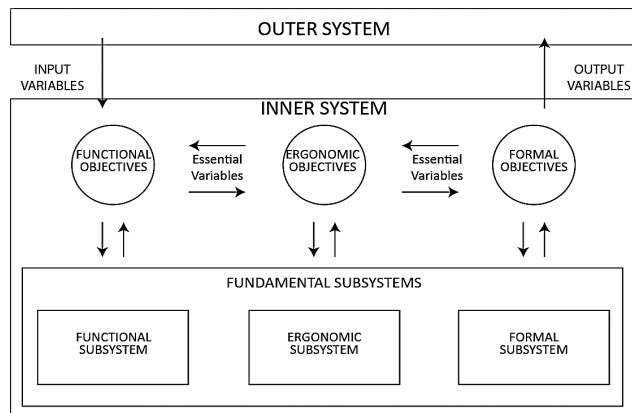 OUTER SYSTEM
INPUT
VARIABLES
OUTPUT
VARIABLES
INNER SYSTEM
FUNCTIONAL
OBJECTIVES
Essential
Variables
ERGONOMIC
OBJECTIVES
Essential
Variables
FORMAL
OBJECTIVES
FUNDAMENTAL SUBSYSTEMS
FUNCTIONAL
SUBSYSTEM
ERGONOMIC
SUBSYSTEM
FORMAL
SUBSYSTEM